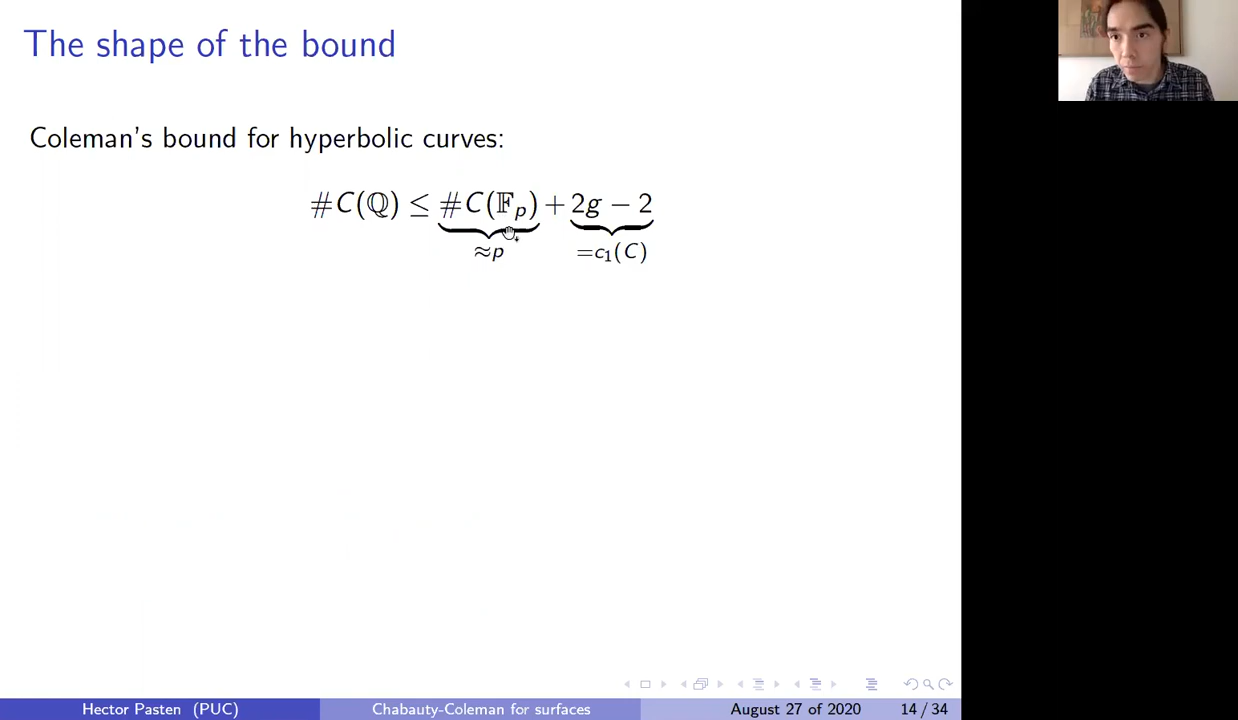 The shape of the bound
Coleman's bound for hyperbolic curves:
#C(ℚ) ≤ #C(𝔽ₚ) + 2g − 2
≈p =c₁(C)
Hector Pasten (PUC) Chabauty-Coleman for surfaces August 27 of 2020 14 / 34